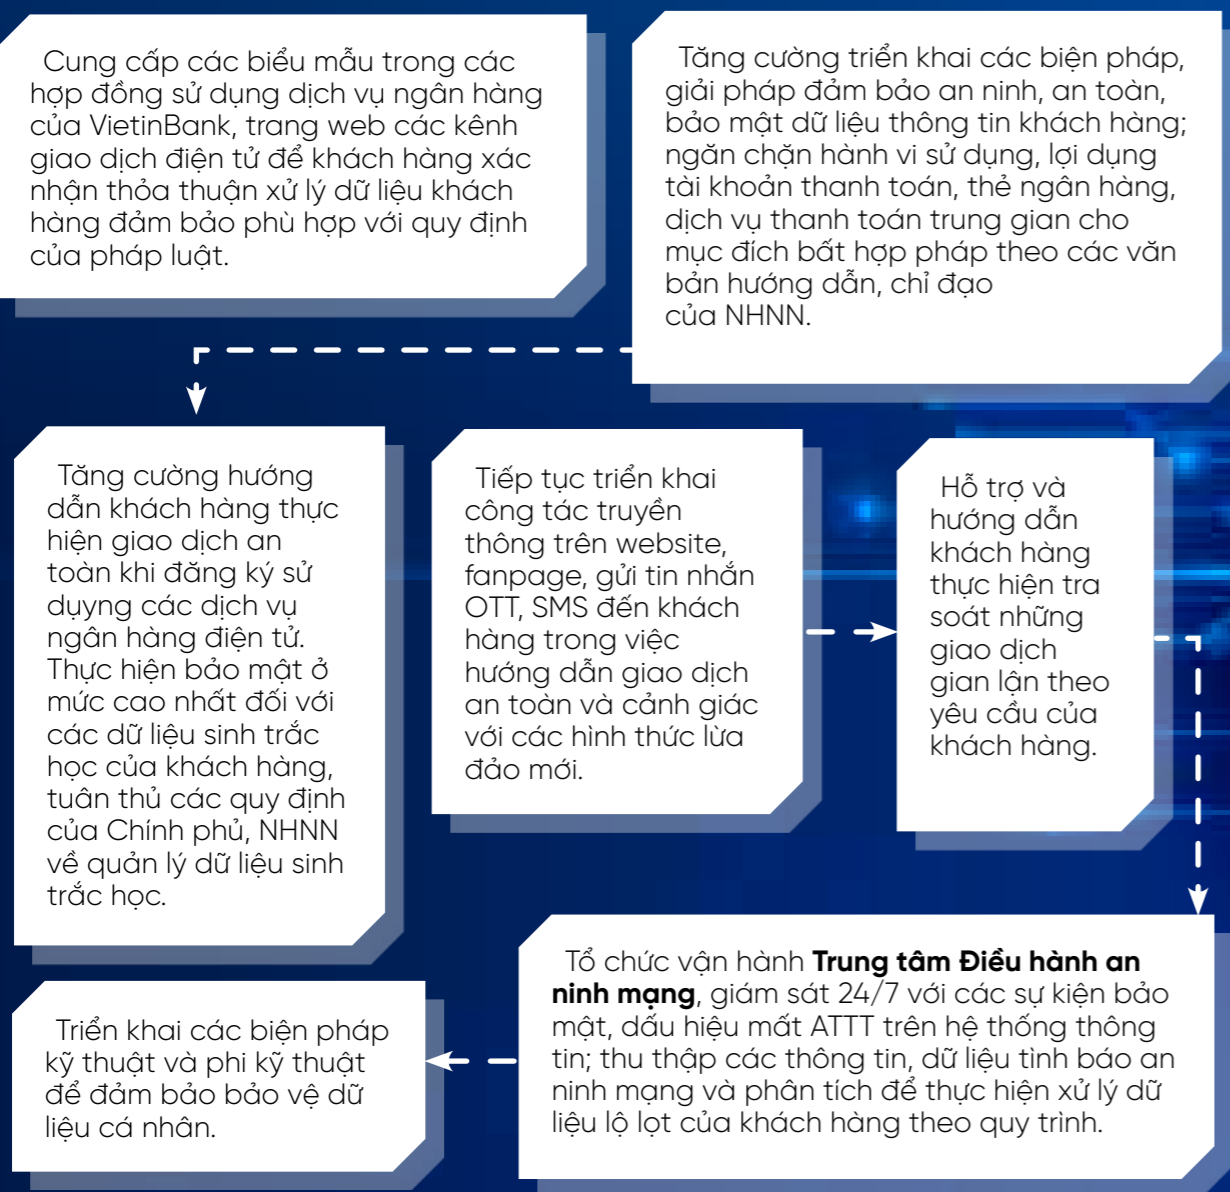 Cung cấp các biểu mẫu trong các
hợp đồng sử dụng dịch vụ ngân hàng
của VietinBank, trang web các kênh
giao dịch điện tử để khách hàng xác
nhận thỏa thuận xử lý dữ liệu khách
hàng đảm bảo phù hợp với quy định
của pháp luật.
Tăng cường triển khai các biện pháp,
giải pháp đảm bảo an ninh, an toàn,
bảo mật dữ liệu thông tin khách hàng;
ngăn chặn hành vi sử dụng, lợi dụng
tài khoản thanh toán, thẻ ngân hàng,
dịch vụ thanh toán trung gian cho
mục đích bất hợp pháp theo các văn
bản hướng dẫn, chỉ đạo
của NHNN.
Tăng cường hướng
dẫn khách hàng thực
hiện giao dịch an
toàn khi đăng ký sử
dụyng các dịch vụ
ngân hàng điện tử.
Thực hiện bảo mật ở
mức cao nhất đối với
các dữ liệu sinh trắc
học của khách hàng,
tuân thủ các quy định
của Chính phủ, NHNN
về quản lý dữ liệu sinh
trắc học.
Tiếp tục triển khai
công tác truyền
thông trên website,
fanpage, gửi tin nhắn
OTT, SMS đến khách
hàng trong việc
hướng dẫn giao dịch
an toàn và cảnh giác
với các hình thức lừa
đảo mới.
Hỗ trợ và
hướng dẫn
khách hàng
thực hiện tra
soát những
giao dịch
gian lận theo
yêu cầu của
khách hàng.
Tổ chức vận hành Trung tâm Điều hành an
ninh mạng, giám sát 24/7 với các sự kiện bảo
mật, dấu hiệu mất ATTT trên hệ thống thông
tin; thu thập các thông tin, dữ liệu tình báo an
ninh mạng và phân tích để thực hiện xử lý dữ
liệu lộ lọt của khách hàng theo quy trình.
Triển khai các biện pháp
kỹ thuật và phi kỹ thuật
để đảm bảo bảo vệ dữ
liệu cá nhân.